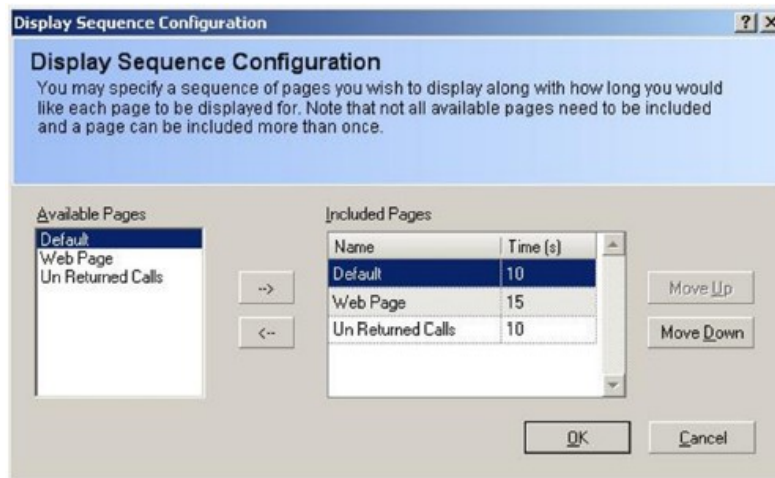 Display Sequence Configuration
? X
Display Sequence Configuration
You may specify a sequence of pages you wish to display along with how long you would
like each page to be displayed for. Note that not all available pages need to be included
and a page can be included more than once.
Available Pages
Default
Web Page
Un Returned Calls
-->
<--
Included Pages
Name Time (s)
Default 10
Web Page 15
Un Returned Calls 10
Move Up
Move Down
OK Cancel